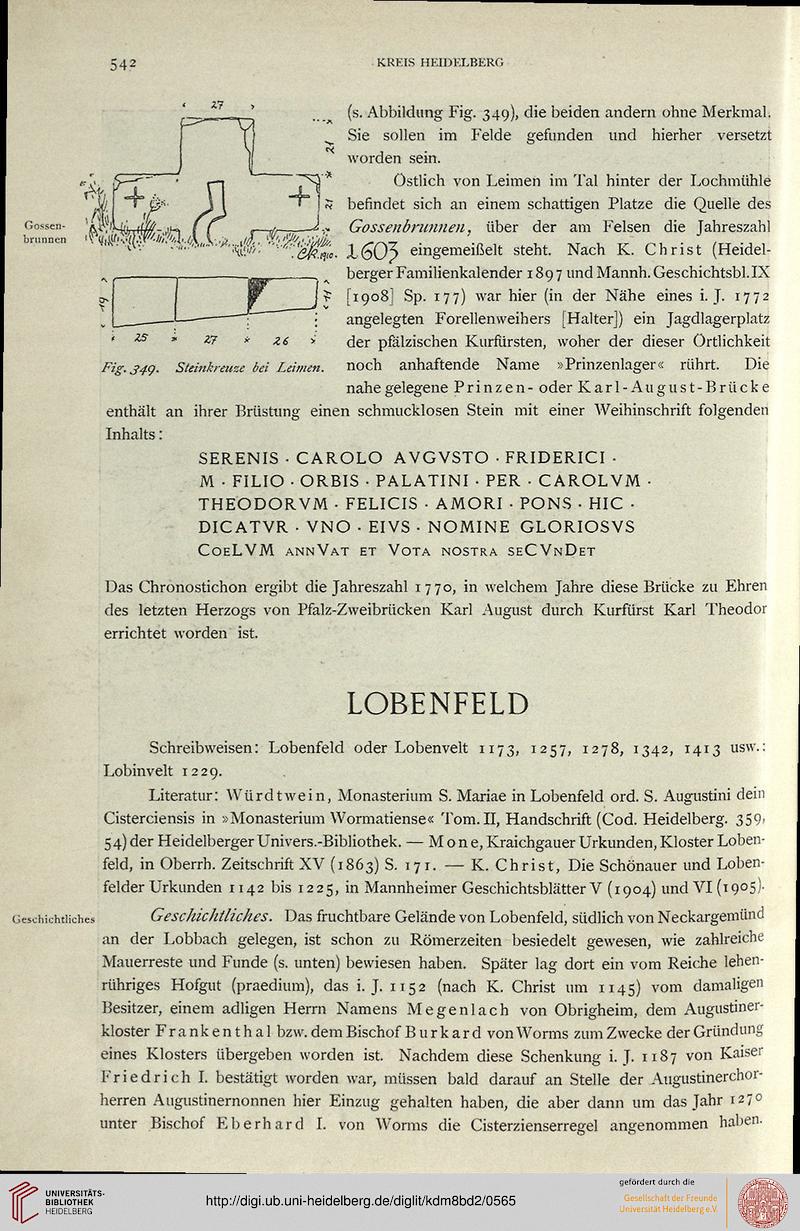 542
KREIS HEIDELBERG
27
(s. Abbildung Fig. 349), die beiden andern ohne Merkmal.
Sie sollen im Felde gefunden und hierher versetzt
worden sein.
Östlich von Leimen im Tal hinter der Lochmühle
befindet sich an einem schattigen Platze die Quelle des
Gossen-
brunnen
Gossenbrunnen, über der am Felsen die Jahreszahl
1603 eingemeißelt steht. Nach K. Christ (Heidel-
berger Familienkalender 1897 und Mannh. Geschichtsbl. IX
[1908] Sp. 177) war hier (in der Nähe eines i. J. 1772
angelegten Forellenweihers [Halter]) ein Jagdlagerplatz
der pfälzischen Kurfürsten, woher der dieser Örtlichkeit
25 27 26
Fig. 349. Steinkreuze bei Leimen.
noch anhaftende Name »Prinzenlager« rührt. Die
nahe gelegene Prinzen- oder Karl-August-Brücke
enthält an ihrer Brüstung einen schmucklosen Stein mit einer Weihinschrift folgenden
Inhalts:
SERENIS · CAROLO AVGVSTO · FRIDERICI ·
M · FILIO · ORBIS · PALATINI · PER · CAROLVM ·
THEODORVM · FELICIS · AMORI · PONS · HIC ·
DICATVR · VNO · EIVS · NOMINE GLORIOSVS
CoeLVM annVat et Vota nostra seCVnDet
Das Chronostichon ergibt die Jahreszahl 1770, in welchem Jahre diese Brücke zu Ehren
des letzten Herzogs von Pfalz-Zweibrücken Karl August durch Kurfürst Karl Theodor
errichtet worden ist.
LOBENFELD
Schreibweisen: Lobenfeld oder Lobenvelt 1173, 1257, 1278, 1342, 1413 usw.:
Lobinvelt 1229.
Literatur: Würdtwein, Monasterium S. Mariae in Lobenfeld ord. S. Augustini dein
Cisterciensis in »Monasterium Wormatiense« Tom. II, Handschrift (Cod. Heidelberg. 359,
54) der Heidelberger Univers.-Bibliothek. — Mone, Kraichgauer Urkunden, Kloster Loben-
feld, in Oberrh. Zeitschrift XV (1863) S. 171. — K. Christ, Die Schönauer und Loben-
felder Urkunden 1142 bis 1225, in Mannheimer Geschichtsblätter V (1904) und VI (1905).
Geschichtliches
Geschichtliches. Das fruchtbare Gelände von Lobenfeld, südlich von Neckargemünd
an der Lobbach gelegen, ist schon zu Römerzeiten besiedelt gewesen, wie zahlreiche
Mauerreste und Funde (s. unten) bewiesen haben. Später lag dort ein vom Reiche lehen-
rühriges Hofgut (praedium), das i. J. 1152 (nach K. Christ um 1145) vom damaligen
Besitzer, einem adligen Herrn Namens Megenlach von Obrigheim, dem Augustiner-
kloster Frankenthal bzw. dem Bischof Burkard von Worms zum Zwecke der Gründung
eines Klosters übergeben worden ist. Nachdem diese Schenkung i. J. 1187 von Kaiser
Friedrich I. bestätigt worden war, müssen bald darauf an Stelle der Augustinerchor-
herren Augustinernonnen hier Einzug gehalten haben, die aber dann um das Jahr 1270
unter Bischof Eberhard I. von Worms die Cisterzienserregel angenommen haben.
UNIVERSITÄTS-
BIBLIOTHEK
HEIDELBERG
http://digi.ub.uni-heidelberg.de/diglit/kdm8bd2/0565
gefördert durch die
Gesellschaft der Freunde
Universität Heidelberg e.V.